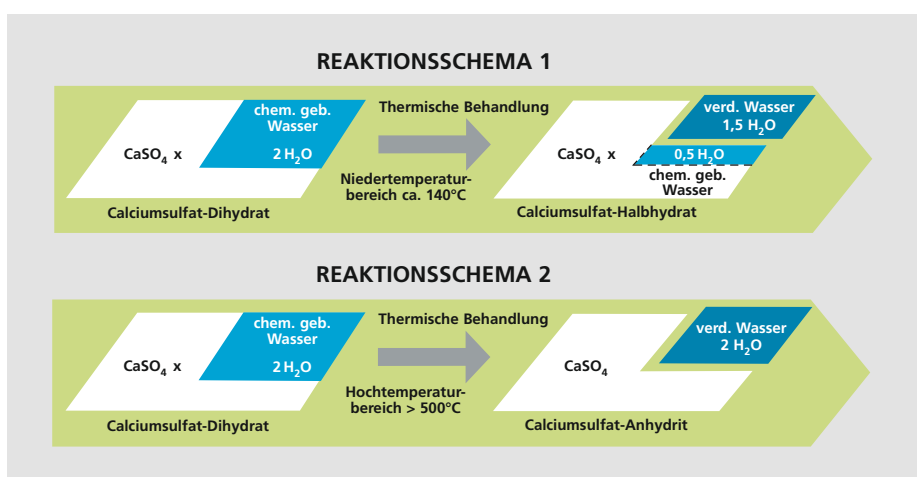 REAKTIONSSCHEMA 1
chem. geb.
Wasser
2 H₂O
CaSO₄ x
Calciumsulfat-Dihydrat
Thermische Behandlung
Niedertemperatur-
bereich ca. 140°C
verd. Wasser
1,5 H₂O
CaSO₄ x
0,5 H₂O
chem. geb.
Wasser
Calciumsulfat-Halbhydrat
REAKTIONSSCHEMA 2
chem. geb.
Wasser
2 H₂O
CaSO₄ x
Calciumsulfat-Dihydrat
Thermische Behandlung
Hochtemperatur-
bereich > 500°C
verd. Wasser
2 H₂O
CaSO₄
Calciumsulfat-Anhydrit